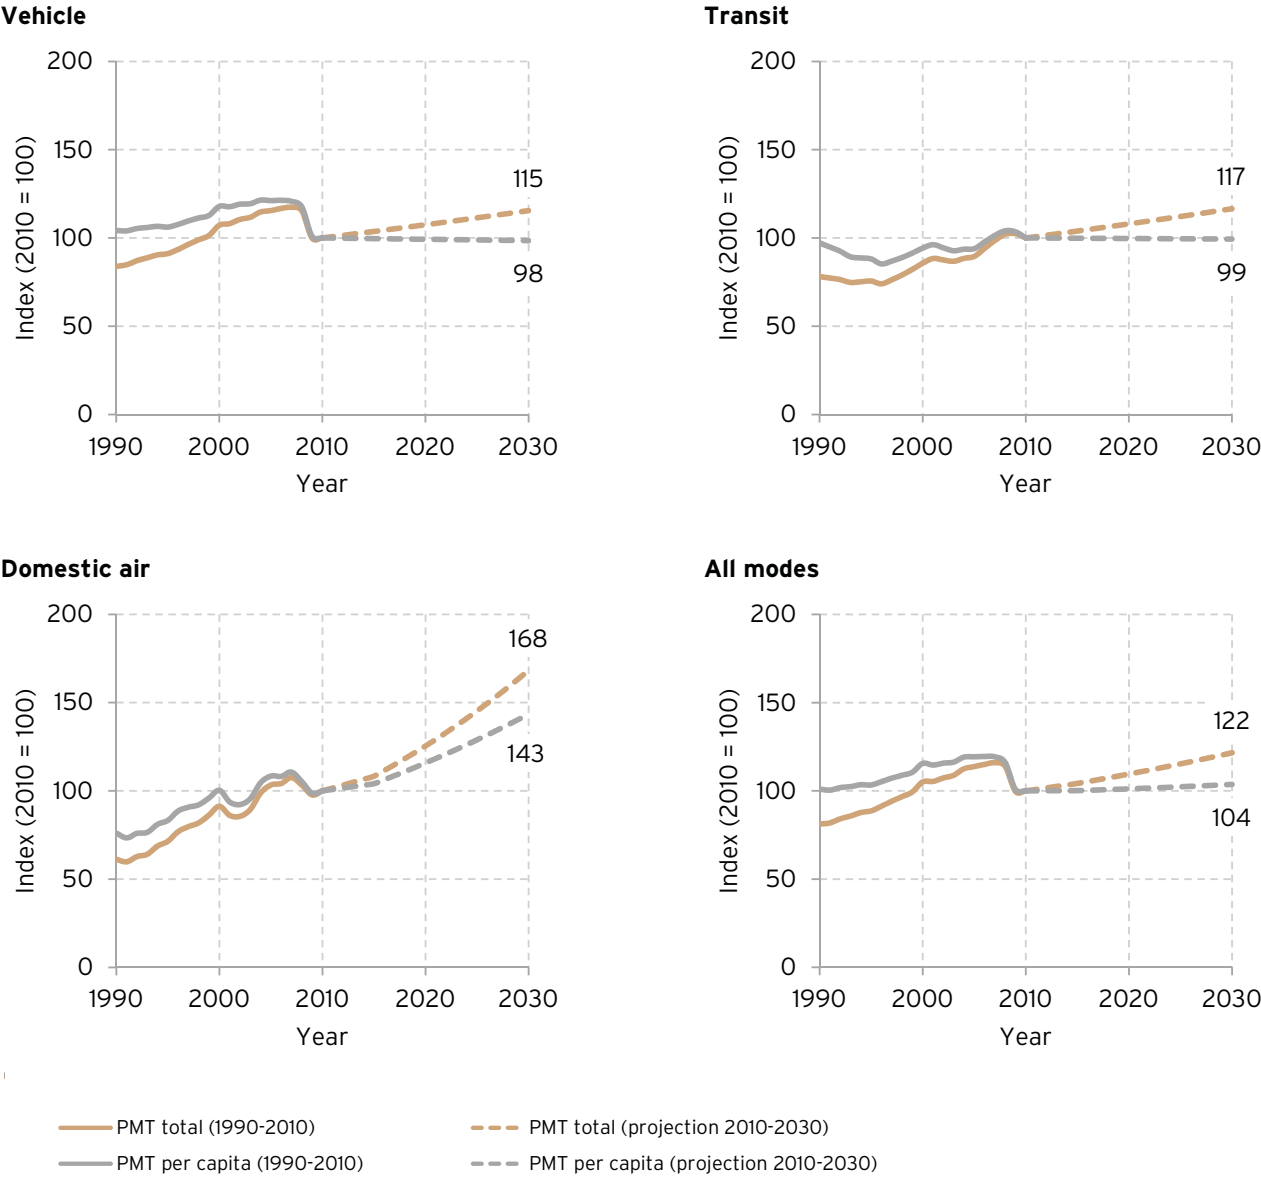 Vehicle
200
150
100
50
0
Index (2010 = 100)
115
98
1990 2000 2010 2020 2030
Year
Transit
200
150
100
50
0
Index (2010 = 100)
117
99
1990 2000 2010 2020 2030
Year
Domestic air
200
150
100
50
0
Index (2010 = 100)
168
143
1990 2000 2010 2020 2030
Year
All modes
200
150
100
50
0
Index (2010 = 100)
122
104
1990 2000 2010 2020 2030
Year
PMT total (1990-2010)
PMT total (projection 2010-2030)
PMT per capita (1990-2010)
PMT per capita (projection 2010-2030)